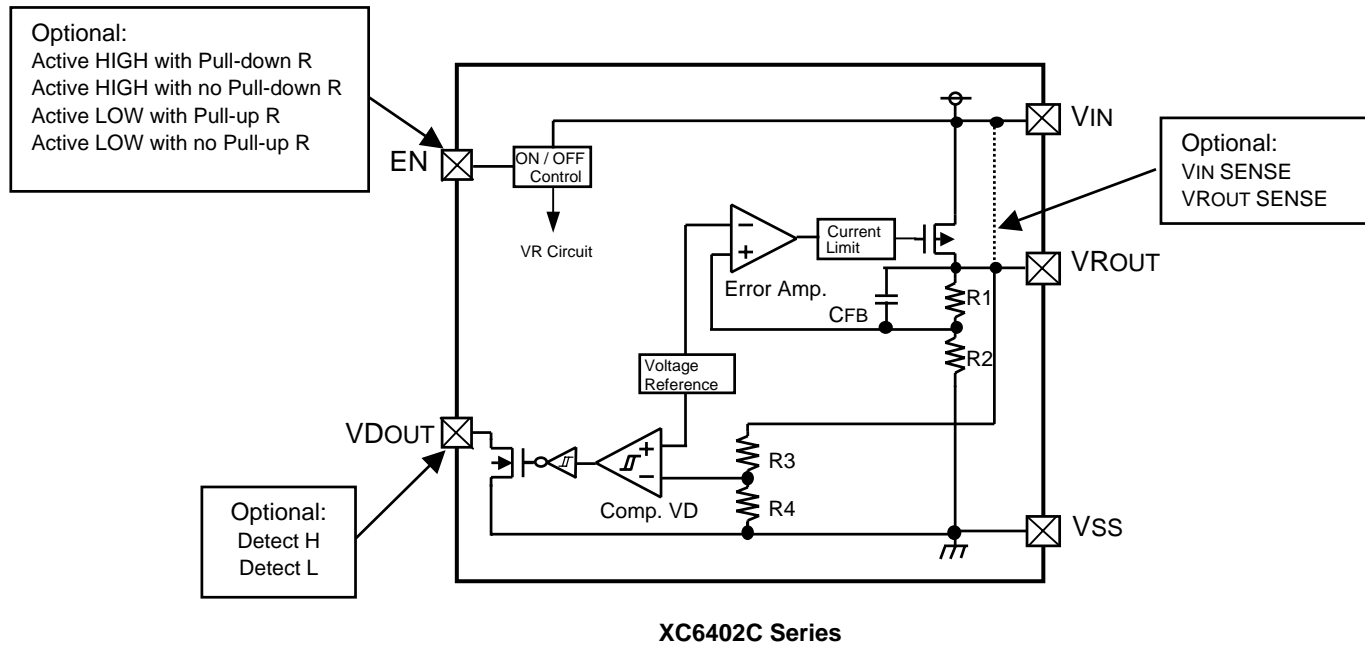 Optional:
Active HIGH with Pull-down R
Active HIGH with no Pull-down R
Active LOW with Pull-up R
Active LOW with no Pull-up R
EN
ON / OFF
Control
VR Circuit
VIN
Optional:
VIN SENSE
VROUT SENSE
Current
Limit
Error Amp.
VROUT
CFB
R1
R2
Voltage
Reference
VDOUT
Comp. VD
R3
R4
VSS
Optional:
Detect H
Detect L
XC6402C Series